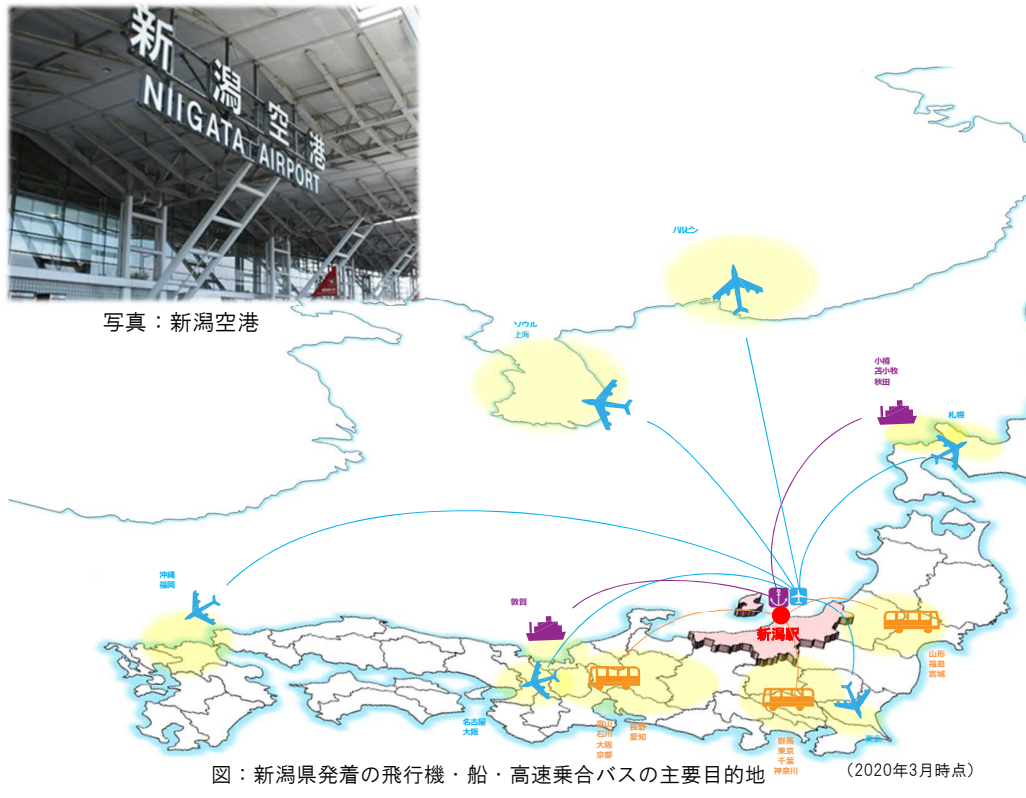 新潟空港
NIIGATA AIRPORT
写真：新潟空港
ハルビン
ソウル
上海
小樽
苫小牧
秋田
札幌
沖縄
福岡
敦賀
新潟駅
山形
福島
宮城
名古屋
大阪
富山
石川
大阪
京都
長野
愛知
群馬
東京
千葉
神奈川
東京
図：新潟県発着の飛行機・船・高速乗合バスの主要目的地
（2020年3月時点）